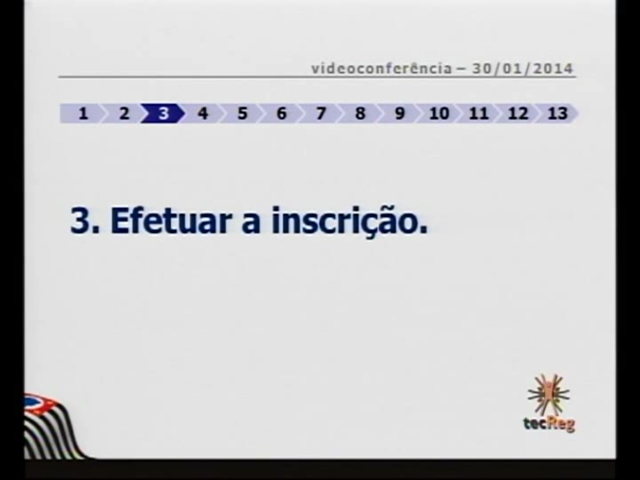 videoconferência – 30/01/2014
1 2 3 4 5 6 7 8 9 10 11 12 13
3. Efetuar a inscrição.
tecReg